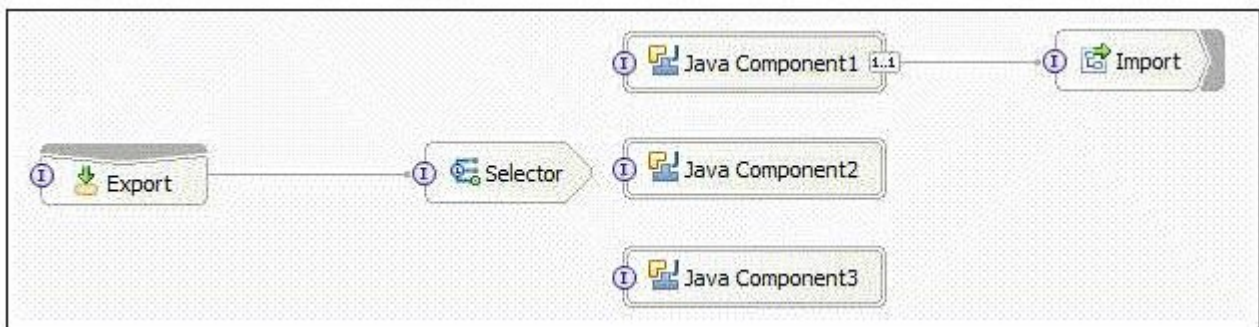 Java Component1 1..1
Import
Export
Selector
Java Component2
Java Component3
I
I
I
I
I
I